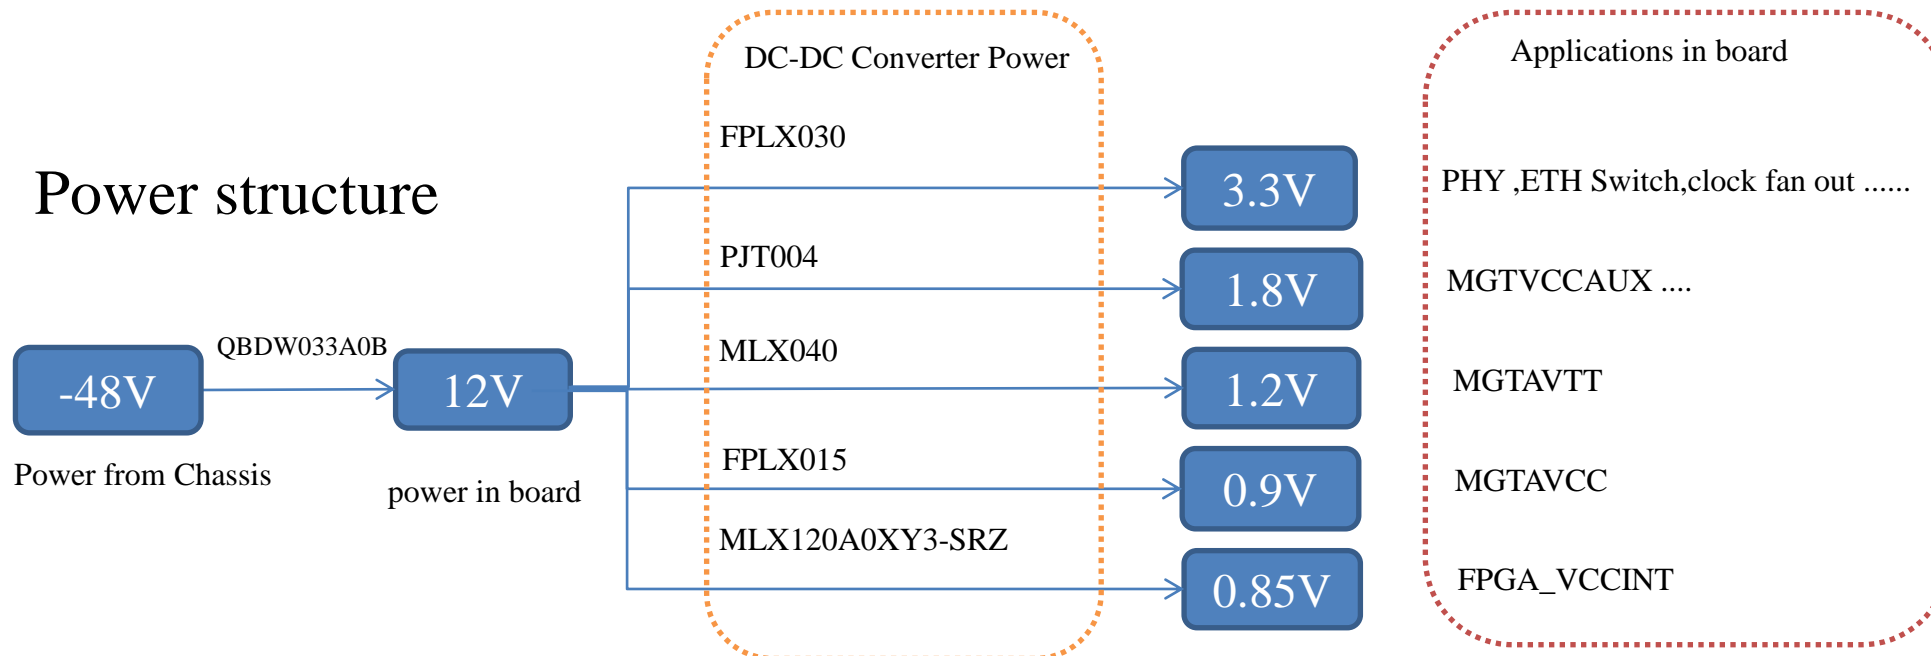 Power structure
DC-DC Converter Power
Applications in board
FPLX030
3.3V
PHY ,ETH Switch,clock fan out ......
PJT004
1.8V
MGTVCCAUX ....
QBDW033A0B
MLX040
-48V
12V
1.2V
MGTAVTT
Power from Chassis
power in board
FPLX015
0.9V
MGTAVCC
MLX120A0XY3-SRZ
0.85V
FPGA_VCCINT